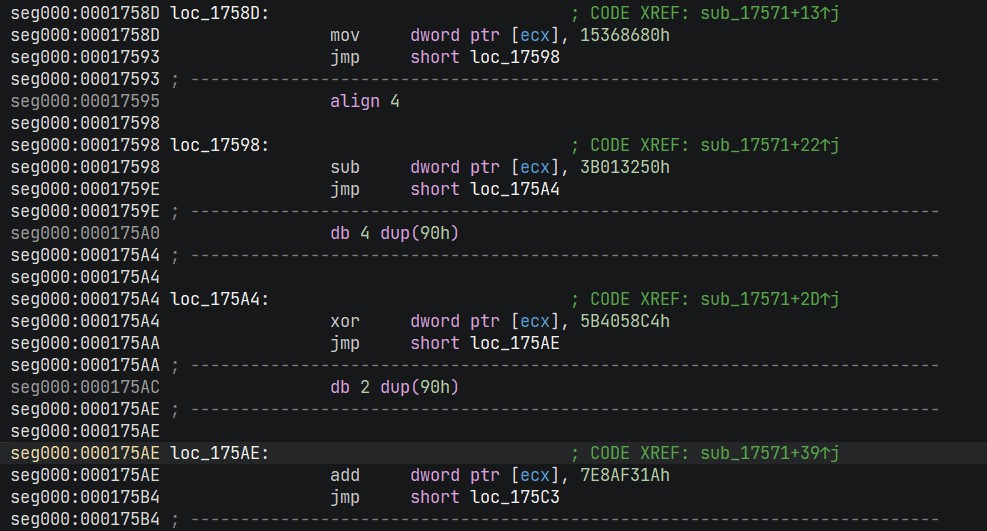 seg000:0001758D loc_1758D: ; CODE XREF: sub_17571+13↑j
seg000:0001758D mov dword ptr [ecx], 15368680h
seg000:00017593 jmp short loc_17598
seg000:00017593 ; ---------------------------------------------------------------------------
seg000:00017595 align 4
seg000:00017598
seg000:00017598 loc_17598: ; CODE XREF: sub_17571+22↑j
seg000:00017598 sub dword ptr [ecx], 3B013250h
seg000:0001759E jmp short loc_175A4
seg000:0001759E ; ---------------------------------------------------------------------------
seg000:000175A0 db 4 dup(90h)
seg000:000175A4 ; ---------------------------------------------------------------------------
seg000:000175A4
seg000:000175A4 loc_175A4: ; CODE XREF: sub_17571+2D↑j
seg000:000175A4 xor dword ptr [ecx], 5B4058C4h
seg000:000175AA jmp short loc_175AE
seg000:000175AA ; ---------------------------------------------------------------------------
seg000:000175AC db 2 dup(90h)
seg000:000175AE ; ---------------------------------------------------------------------------
seg000:000175AE
seg000:000175AE loc_175AE: ; CODE XREF: sub_17571+39↑j
seg000:000175AE add dword ptr [ecx], 7E8AF31Ah
seg000:000175B4 jmp short loc_175C3
seg000:000175B4 ; ---------------------------------------------------------------------------